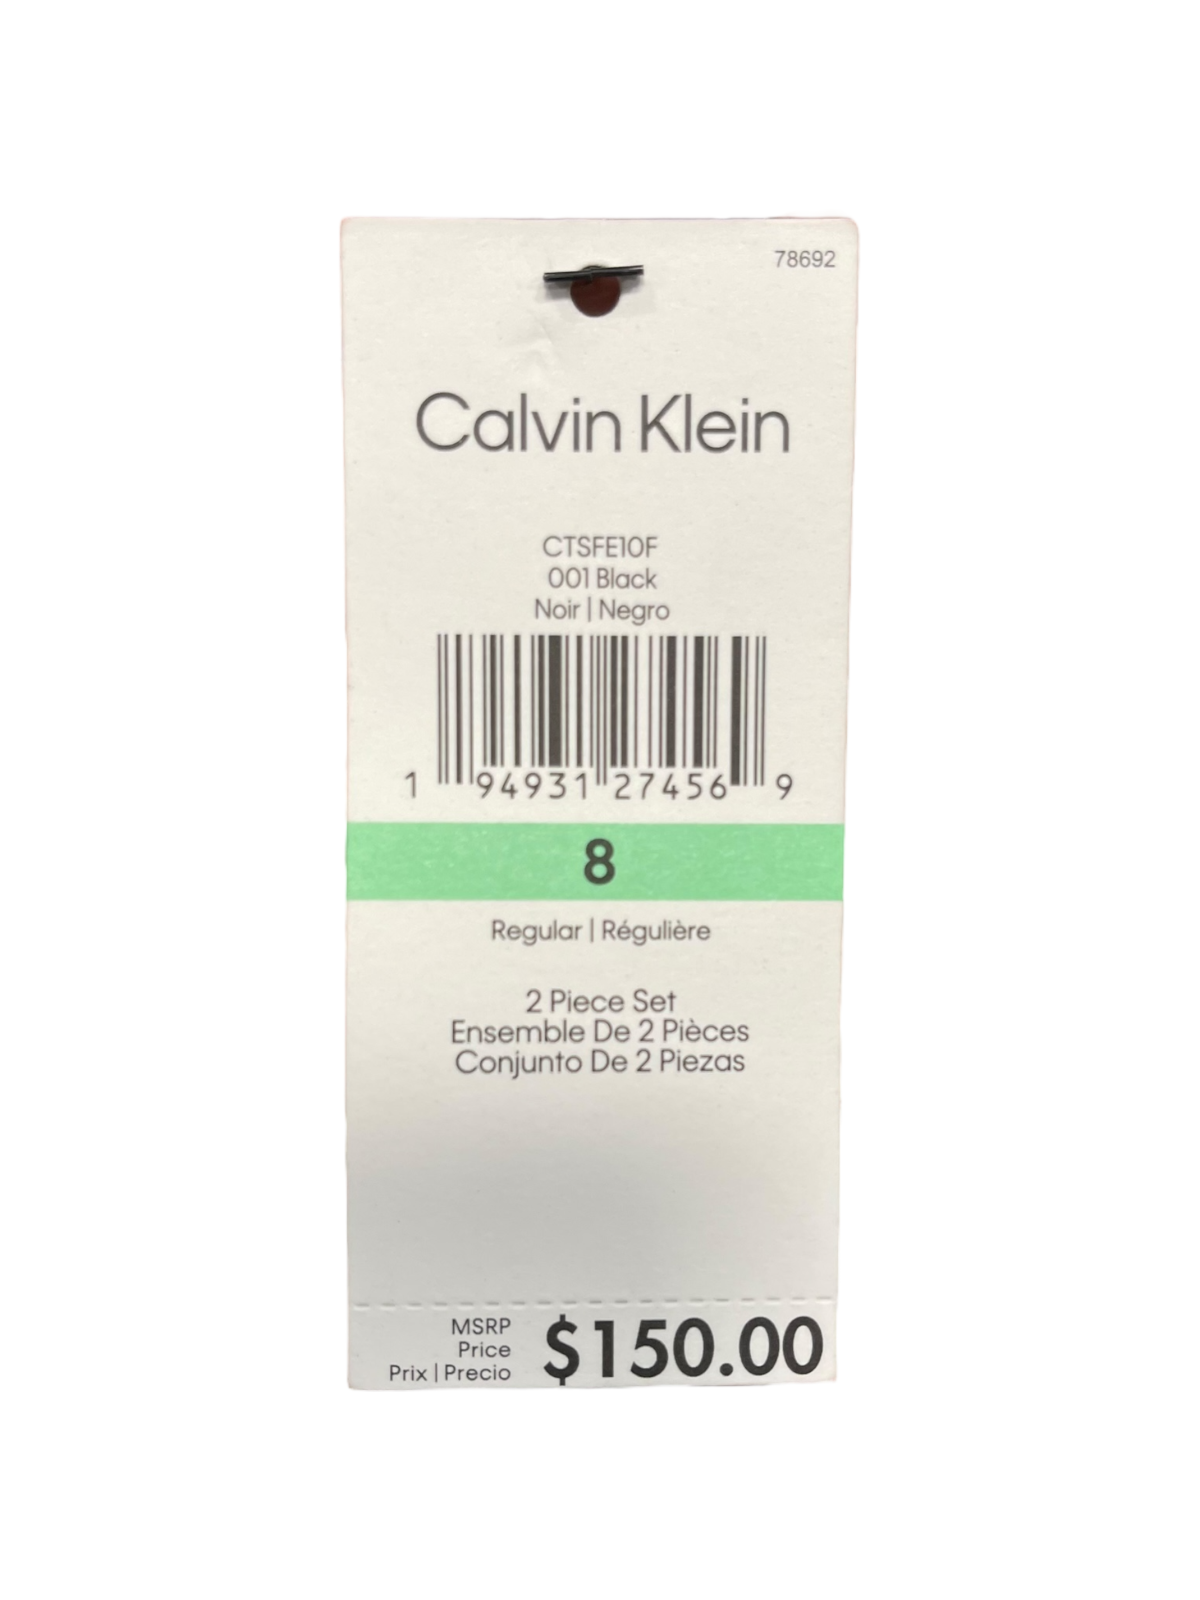 78692
Calvin Klein
CTSFE10F
001 Black
Noir | Negro
1 94931 27456 9
8
Regular | Régulière
2 Piece Set
Ensemble De 2 Pièces
Conjunto De 2 Piezas
MSRP
Price
Prix | Precio
$150.00